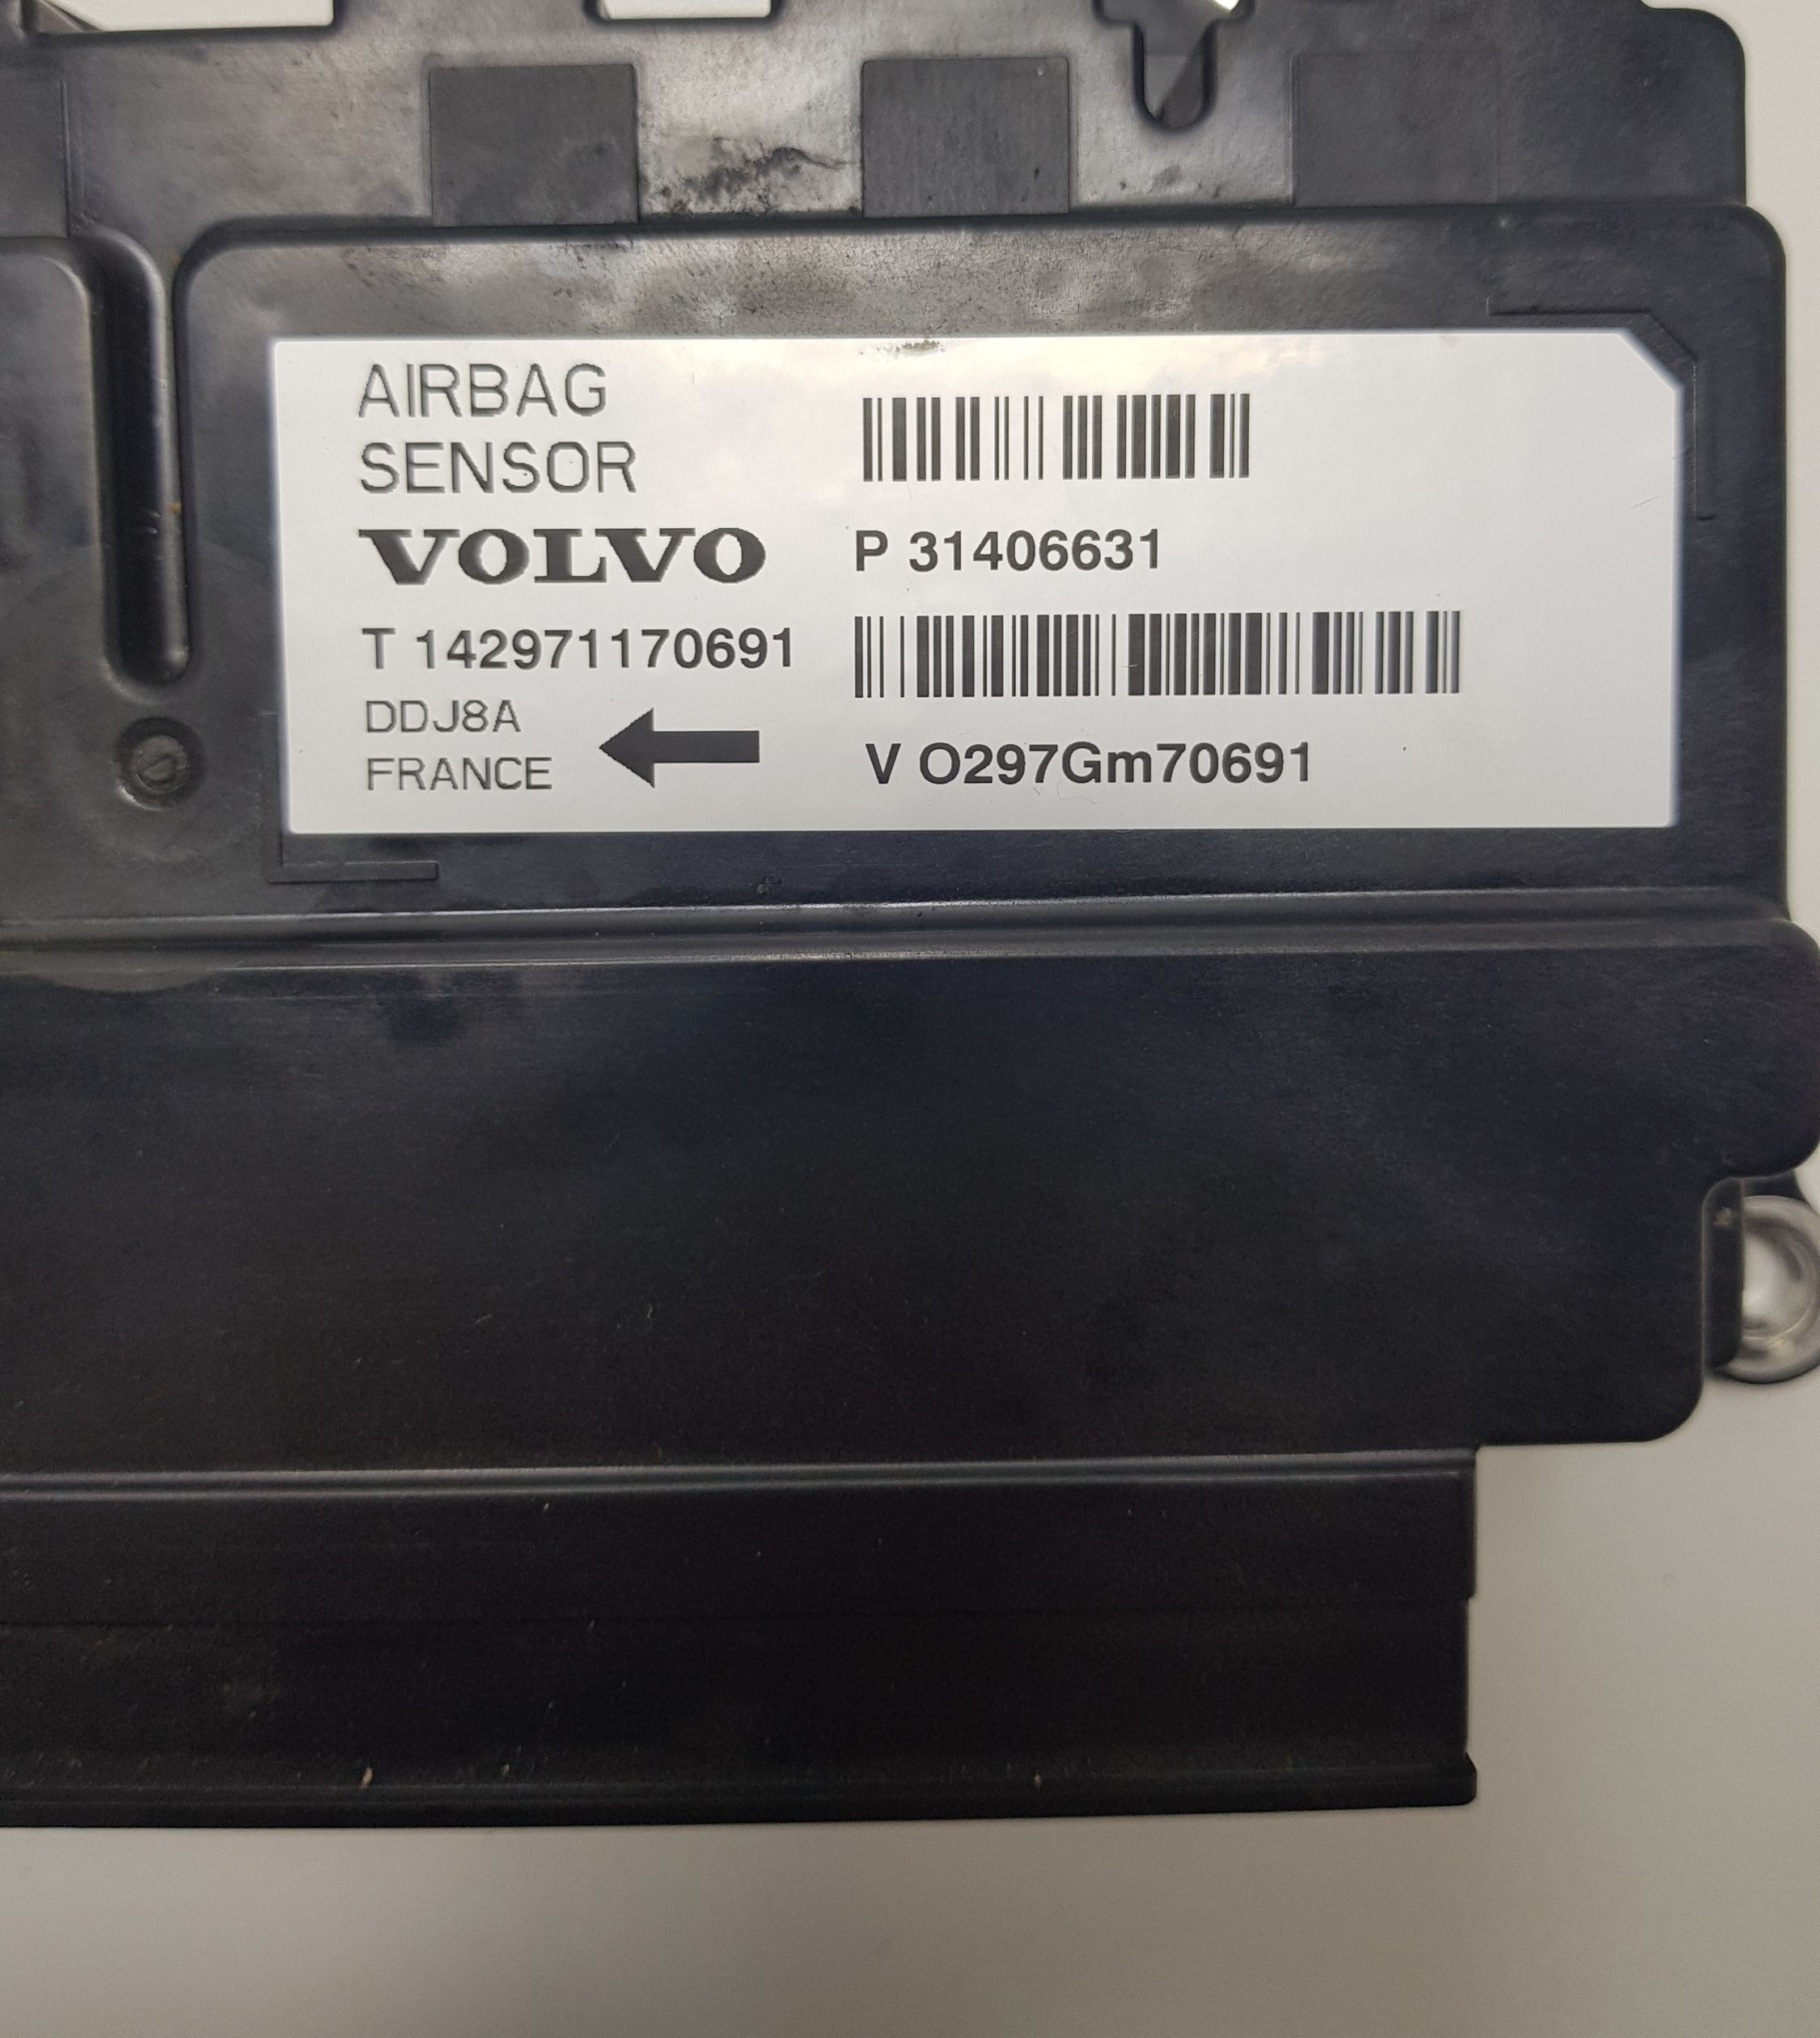 AIRBAG
SENSOR
VOLVO
P 31406631
T 142971170691
DDJ8A
FRANCE
V O297Gm70691